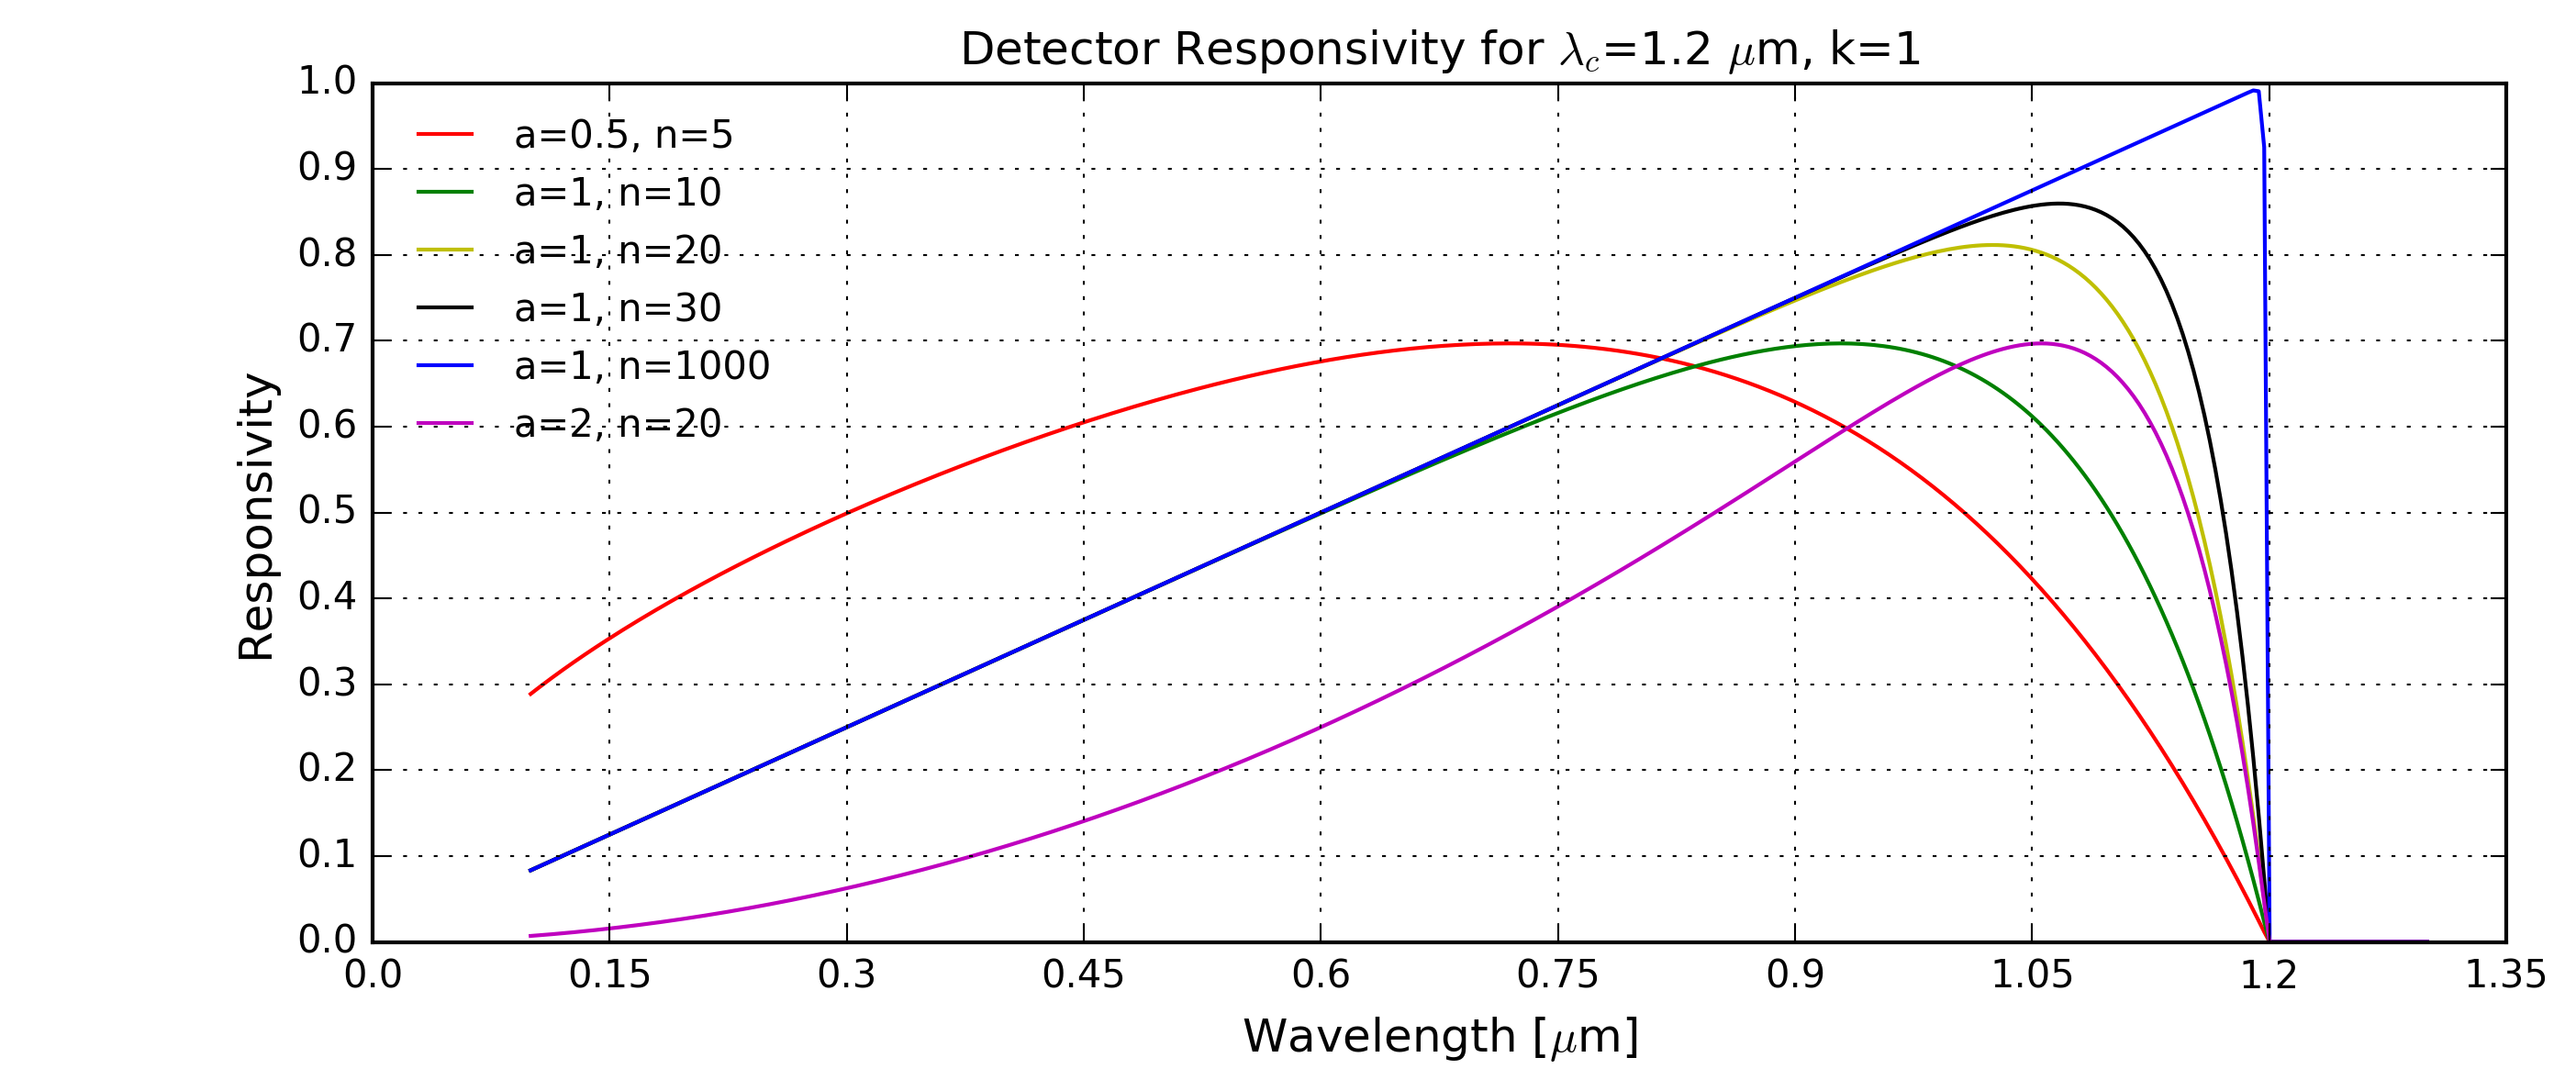 Detector Responsivity for λc=1.2 μm, k=1
1.0
0.9
0.8
0.7
0.6
0.5
0.4
0.3
0.2
0.1
0.0
Responsivity
a=0.5, n=5
a=1, n=10
a=1, n=20
a=1, n=30
a=1, n=1000
a=2, n=20
0.0 0.15 0.3 0.45 0.6 0.75 0.9 1.05 1.2 1.35
Wavelength [μm]